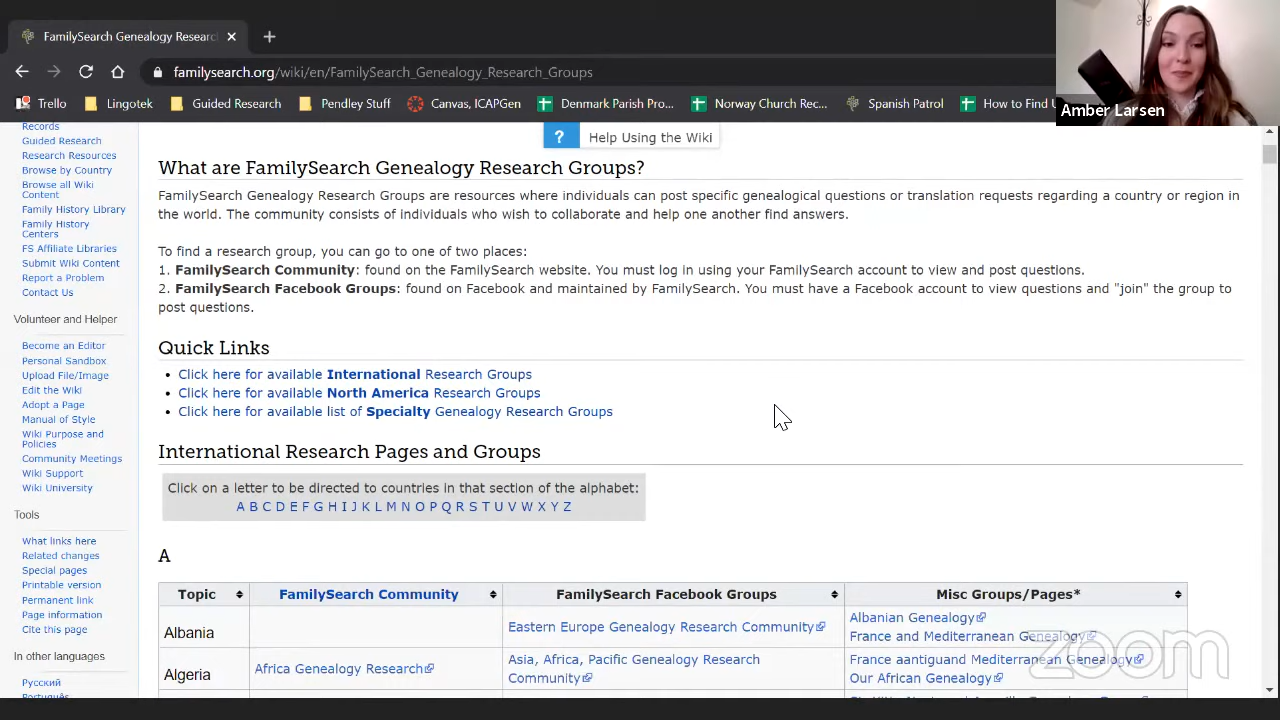 FamilySearch Genealogy Researc
familysearch.org/wiki/en/FamilySearch_Genealogy_Research_Groups
Trello
Lingotek
Guided Research
Pendley Stuff
Canvas, ICAPGen
Denmark Parish Pro...
Norway Church Rec...
Spanish Patrol
How to Find
Amber Larsen
Records
Guided Research
Research Resources
Browse by Country
Browse all Wiki
Content
Family History Library
Family History
Centers
FS Affiliate Libraries
Submit Wiki Content
Report a Problem
Contact Us
Volunteer and Helper
Become an Editor
Personal Sandbox
Upload File/Image
Edit the Wiki
Adopt a Page
Manual of Style
Wiki Purpose and
Policies
Community Meetings
Wiki Support
Wiki University
Tools
What links here
Related changes
Special pages
Printable version
Permanent link
Page information
Cite this page
In other languages
Русский
Português
? Help Using the Wiki
What are FamilySearch Genealogy Research Groups?
FamilySearch Genealogy Research Groups are resources where individuals can post specific genealogical questions or translation requests regarding a country or region in
the world. The community consists of individuals who wish to collaborate and help one another find answers.
To find a research group, you can go to one of two places:
1. FamilySearch Community: found on the FamilySearch website. You must log in using your FamilySearch account to view and post questions.
2. FamilySearch Facebook Groups: found on Facebook and maintained by FamilySearch. You must have a Facebook account to view questions and "join" the group to
post questions.
Quick Links
• Click here for available International Research Groups
• Click here for available North America Research Groups
• Click here for available list of Specialty Genealogy Research Groups
International Research Pages and Groups
Click on a letter to be directed to countries in that section of the alphabet:
A B C D E F G H I J K L M N O P Q R S T U V W X Y Z
A
Topic FamilySearch Community FamilySearch Facebook Groups Misc Groups/Pages*
Albania Eastern Europe Genealogy Research Community Albanian Genealogy
France and Mediterranean Genealogy
Algeria Africa Genealogy Research Asia, Africa, Pacific Genealogy Research
Community
France aantiguand Mediterranean Genealogy
Our African Genealogy
zoom